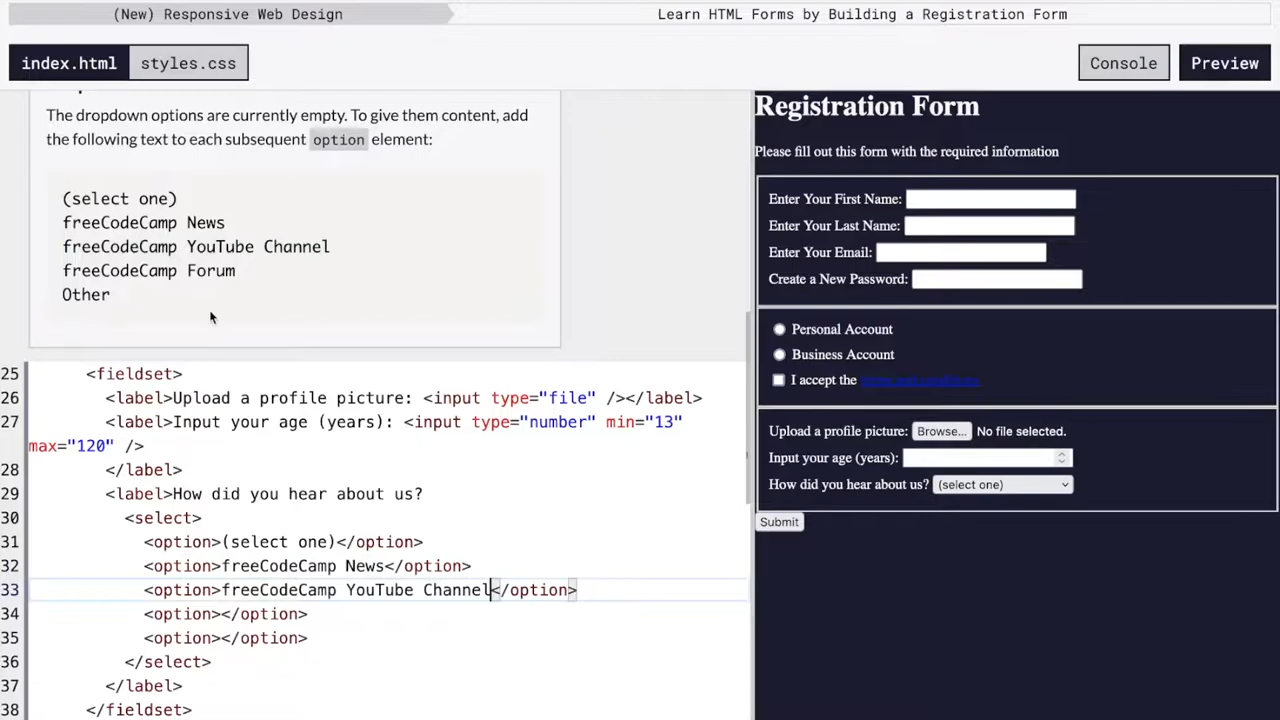 (New) Responsive Web Design
Learn HTML Forms by Building a Registration Form
index.html
styles.css
Console
Preview
The dropdown options are currently empty. To give them content, add
the following text to each subsequent option element:
(select one)
freeCodeCamp News
freeCodeCamp YouTube Channel
freeCodeCamp Forum
Other
25 <fieldset>
26 <label>Upload a profile picture: <input type="file" /></label>
27 <label>Input your age (years): <input type="number" min="13"
max="120" />
28 </label>
29 <label>How did you hear about us?
30 <select>
31 <option>(select one)</option>
32 <option>freeCodeCamp News</option>
33 <option>freeCodeCamp YouTube Channel</option>
34 <option></option>
35 <option></option>
36 </select>
37 </label>
38 </fieldset>
Registration Form
Please fill out this form with the required information
Enter Your First Name:
Enter Your Last Name:
Enter Your Email:
Create a New Password:
Personal Account
Business Account
I accept the terms and conditions
Upload a profile picture: Browse... No file selected.
Input your age (years):
How did you hear about us? (select one)
Submit